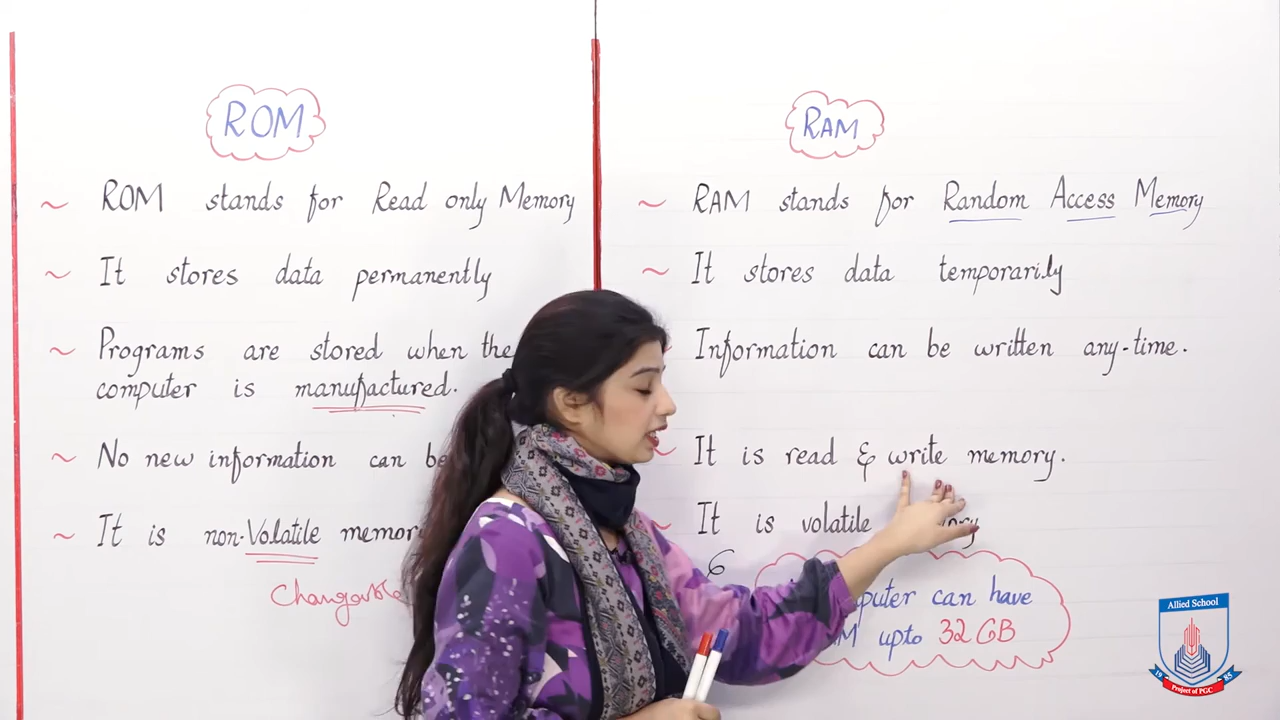 ROM
~ ROM stands for Read only Memory
~ It stores data permanently
~ Programs are stored when the
computer is manufactured.
~ No new information can be
~ It is non-Volatile memory
Changeable
RAM
~ RAM stands for Random Access Memory
~ It stores data temporarily
Information can be written any-time.
~ It is read & write memory.
~ It is volatile
6
can have
upto 32 GB
Allied School
19 85
Project of PGC